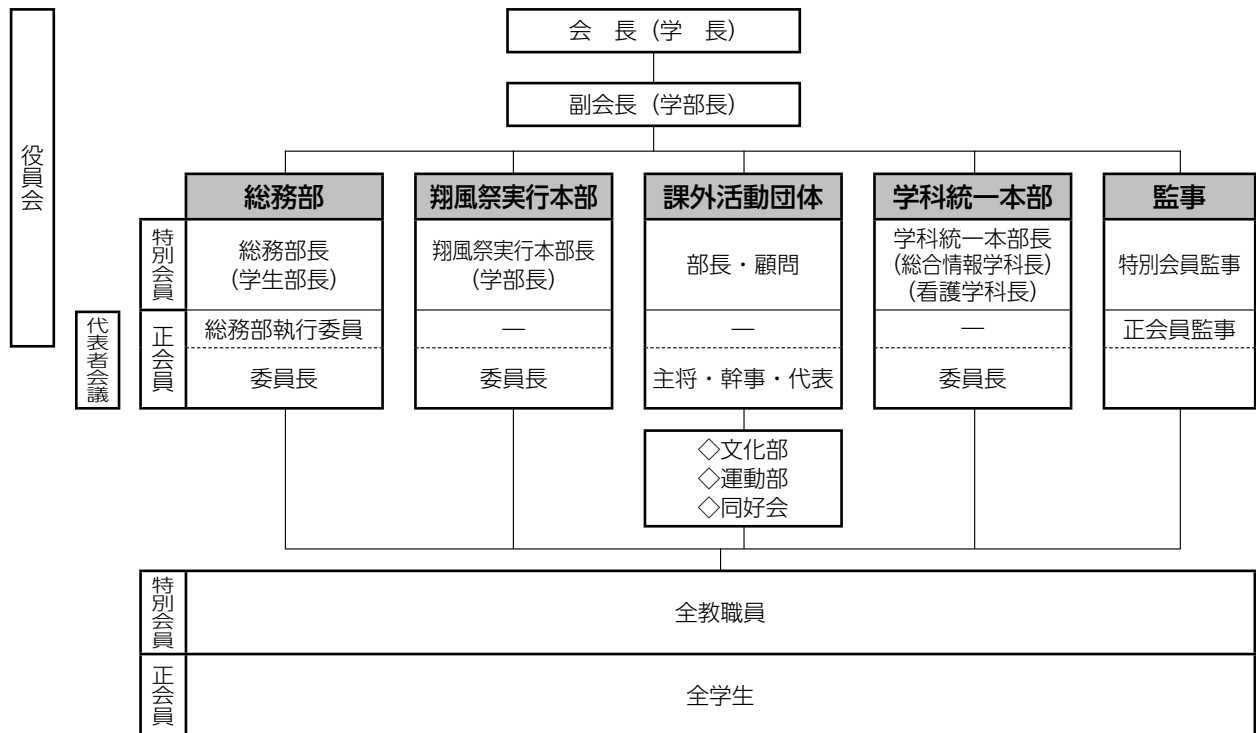 会　長（学　長）
副会長（学部長）
役員会
総務部
翔風祭実行本部
課外活動団体
学科統一本部
監事
特別会員
総務部長
(学生部長)
翔風祭実行本部長
(学部長)
部長・顧問
学科統一本部長
(総合情報学科長)
(看護学科長)
特別会員監事
代表者会議
正会員
総務部執行委員
―
―
―
正会員監事
委員長
委員長
主将・幹事・代表
委員長
◇文化部
◇運動部
◇同好会
特別会員
全教職員
正会員
全学生